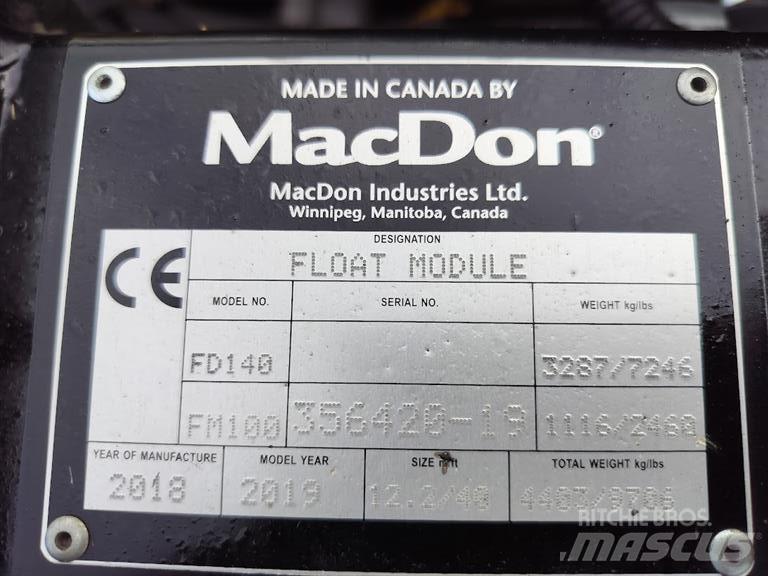 MADE IN CANADA BY
MacDon®
MacDon Industries Ltd.
Winnipeg, Manitoba, Canada
CE
DESIGNATION
FLOAT MODULE
MODEL NO. SERIAL NO. WEIGHT kg/lbs
FD140 3287/7246
FM100 356420-19 1116/2460
YEAR OF MANUFACTURE MODEL YEAR SIZE m/ft TOTAL WEIGHT kg/lbs
2018 2019 12.2/40
RITCHIE BROS.
MASCUS